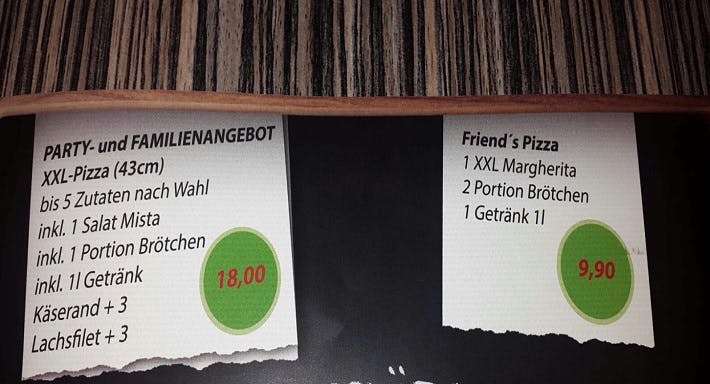 PARTY- und FAMILIENANGEBOT
XXL-Pizza (43cm)
bis 5 Zutaten nach Wahl
inkl. 1 Salat Mista
inkl. 1 Portion Brötchen
inkl. 1l Getränk
Käserand + 3
Lachsfilet + 3
18,00
Friend´s Pizza
1 XXL Margherita
2 Portion Brötchen
1 Getränk 1l
9,90